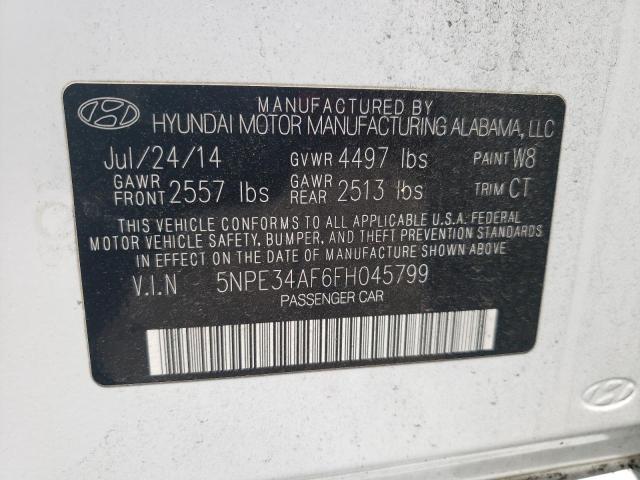 MANUFACTURED BY
HYUNDAI MOTOR MANUFACTURING ALABAMA, LLC
Jul/24/14 GVWR 4497 lbs PAINT W8
GAWR FRONT 2557 lbs GAWR REAR 2513 lbs TRIM CT
THIS VEHICLE CONFORMS TO ALL APPLICABLE U.S.A. FEDERAL
MOTOR VEHICLE SAFETY, BUMPER, AND THEFT PREVENTION STANDARDS
IN EFFECT ON THE DATE OF MANUFACTURE SHOWN ABOVE.
V.I.N 5NPE34AF6FH045799
PASSENGER CAR